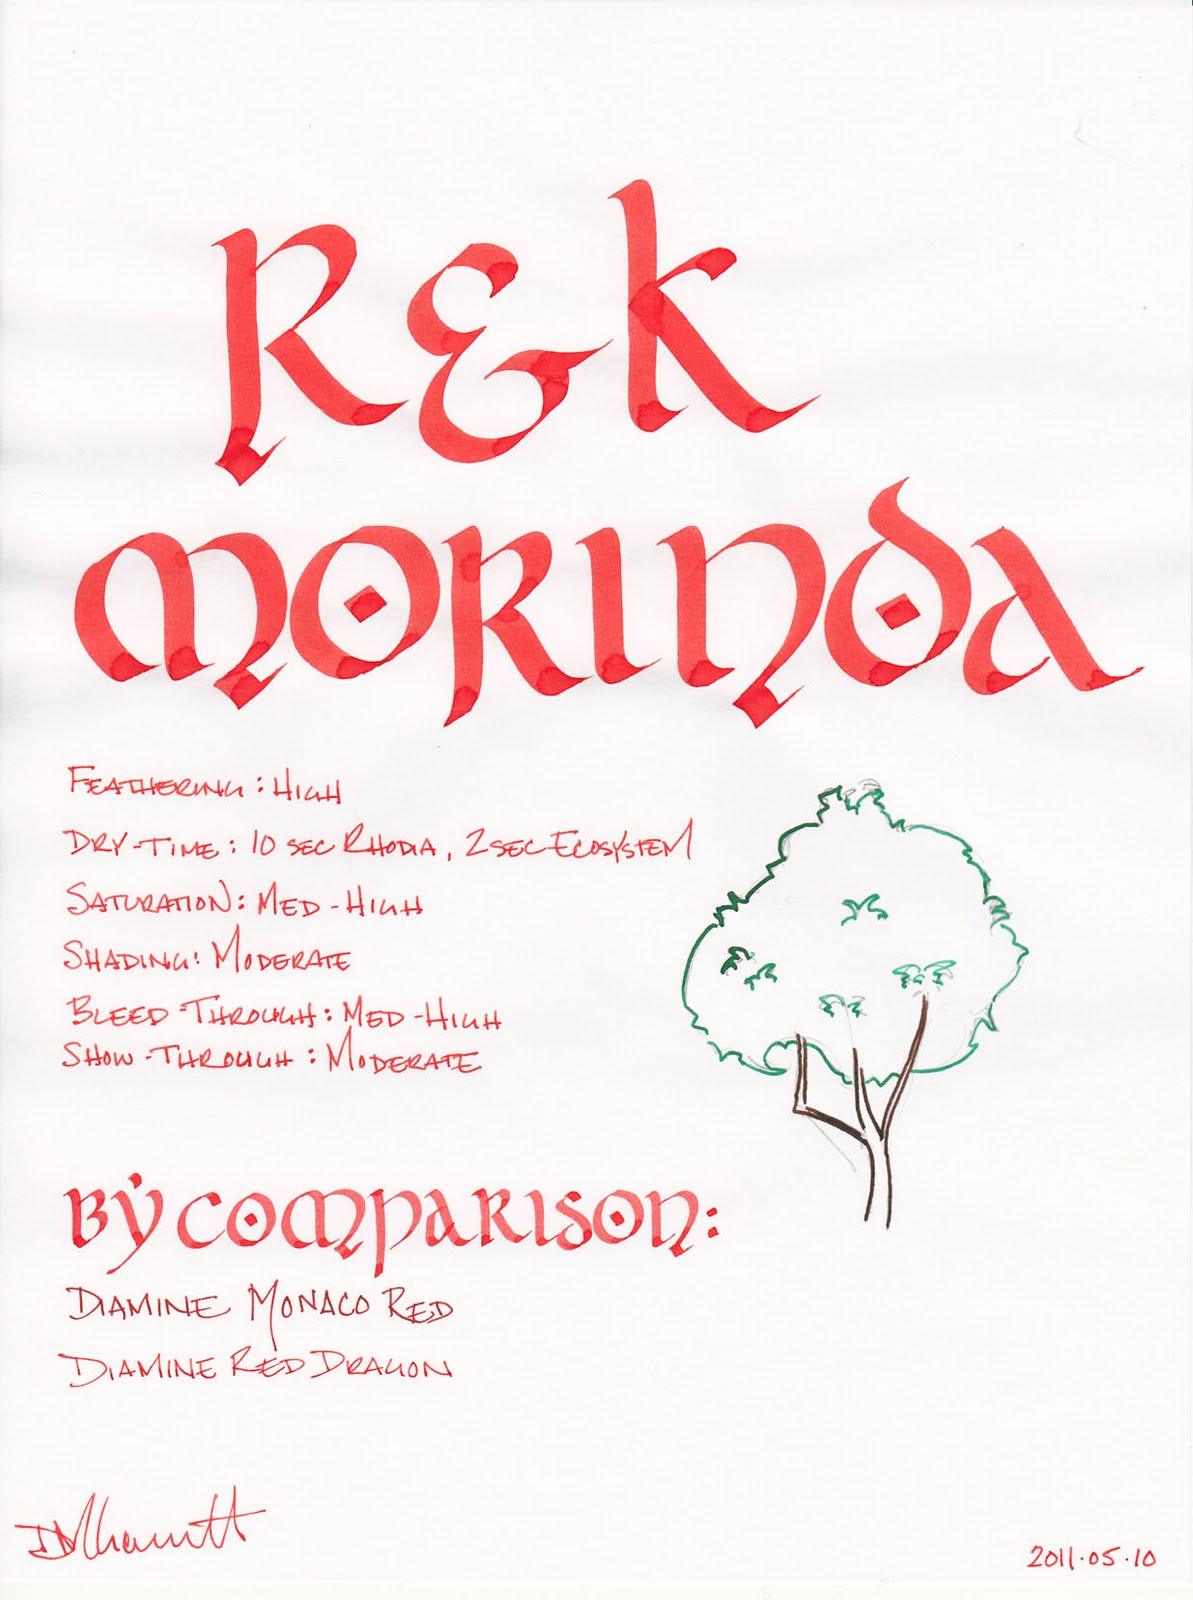 R&K
MORINDA
FEATHERING: HIGH
DRY-TIME: 10 SEC RHODIA, 2SEC ECOSYSTEM
SATURATION: MED-HIGH
SHADING: MODERATE
BLEED-THROUGH: MED-HIGH
SHOW-THROUGH: MODERATE
BY COMPARISON:
DIAMINE MONACO RED
DIAMINE RED DRAGON
2011.05.10